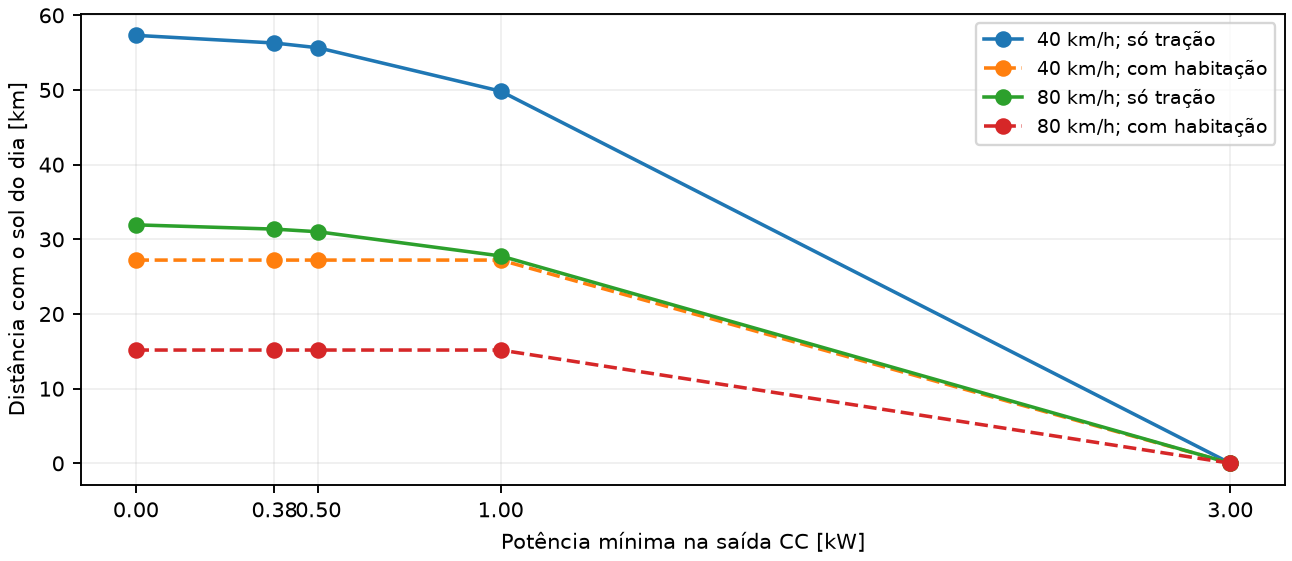 60
50
40
30
20
10
0
Distância com o sol do dia [km]
40 km/h; só tração
40 km/h; com habitação
80 km/h; só tração
80 km/h; com habitação
0.00 0.38 0.50 1.00 3.00
Potência mínima na saída CC [kW]